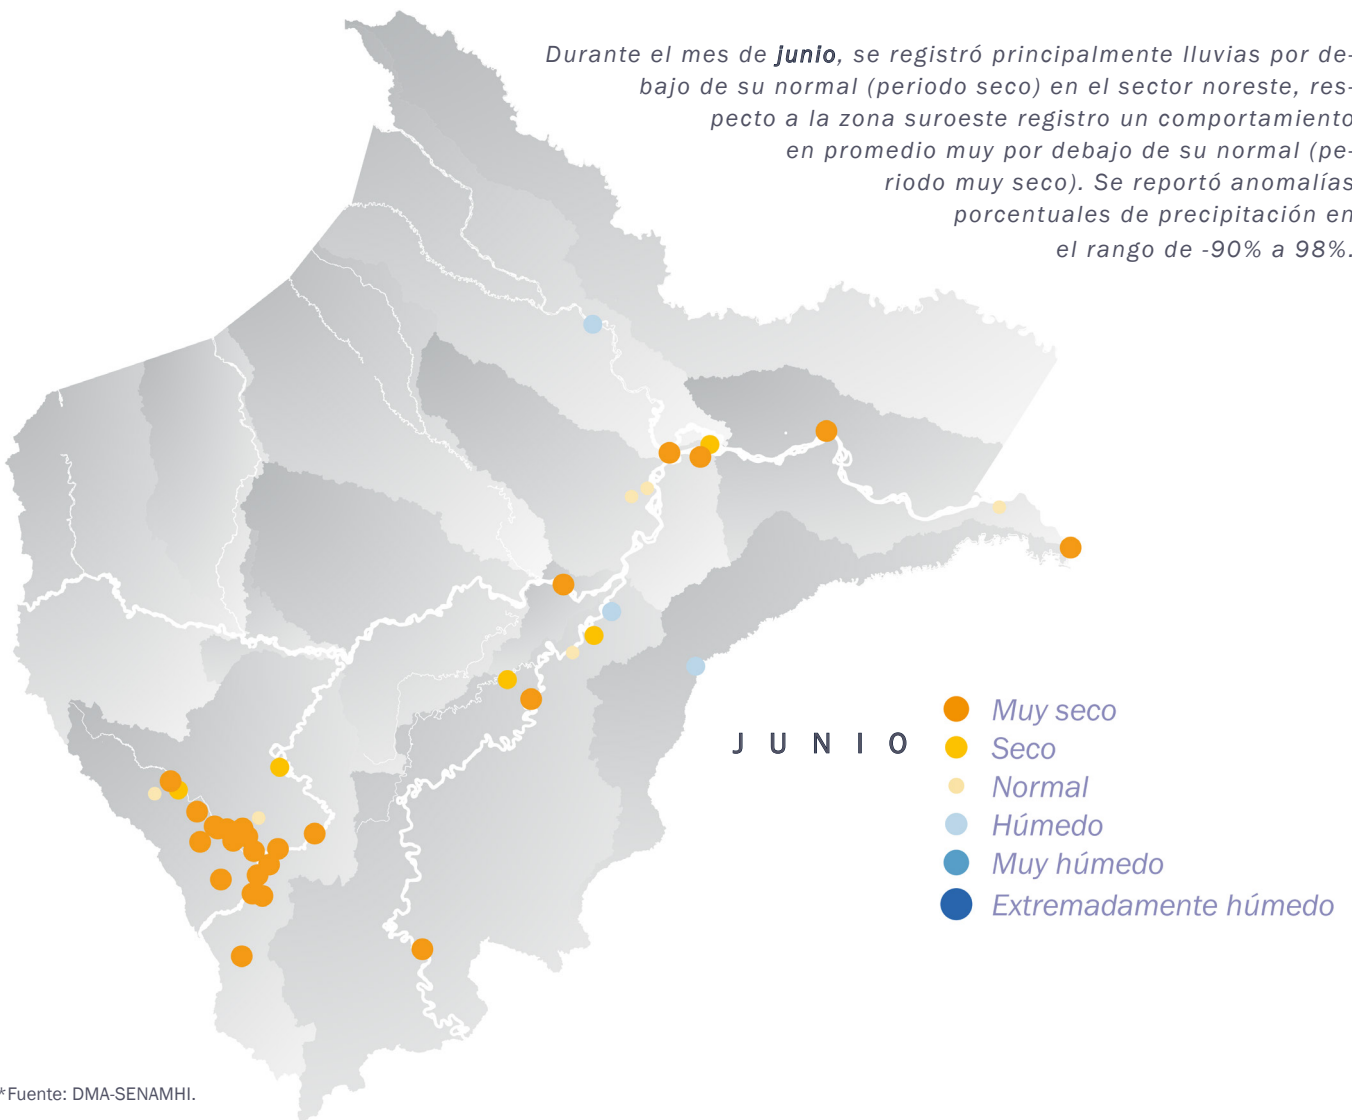 Durante el mes de junio, se registró principalmente lluvias por de-
bajo de su normal (periodo seco) en el sector noreste, res-
pecto a la zona suroeste registro un comportamiento
en promedio muy por debajo de su normal (pe-
riodo muy seco). Se reportó anomalías
porcentuales de precipitación en
el rango de -90% a 98%.
JUNIO
Muy seco
Seco
Normal
Húmedo
Muy húmedo
Extremadamente húmedo
*Fuente: DMA-SENAMHI.